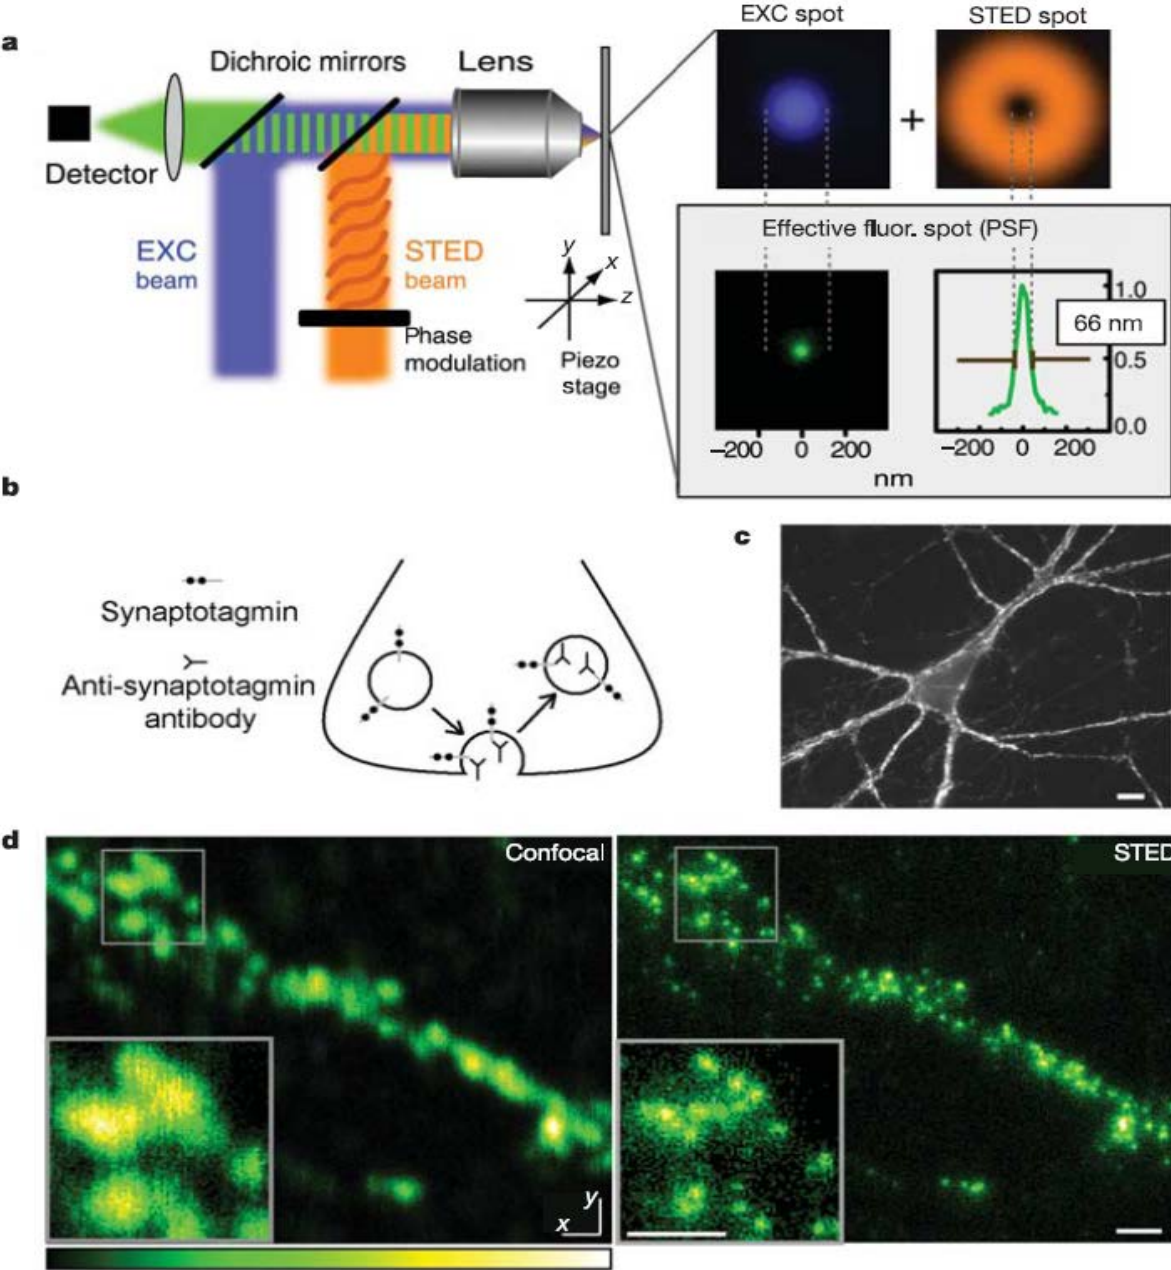 a
EXC spot
STED spot
Dichroic mirrors
Lens
+
Detector
EXC
beam
STED
beam
Phase
modulation
y
x
z
Piezo
stage
Effective fluor. spot (PSF)
1.0
66 nm
0.5
0.0
–200 0 200
–200 0 200
nm
b
c
Synaptotagmin
Anti-synaptotagmin
antibody
d
Confocal
STED
y
x